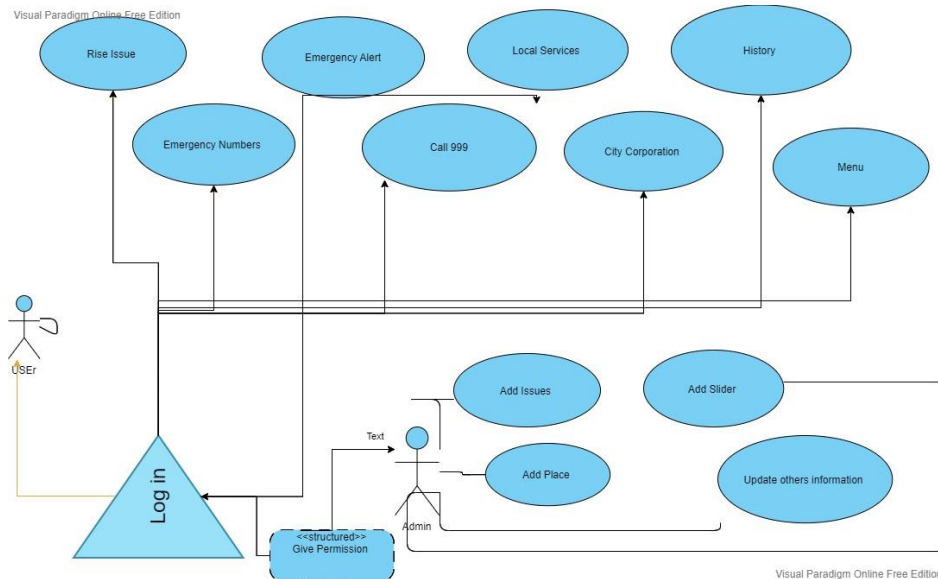 Visual Paradigm Online Free Edition
Rise Issue
Emergency Alert
Local Services
History
Emergency Numbers
Call 999
City Corporation
Menu
USEr
Add Issues
Add Slider
Text
Log in
Add Place
Update others information
Admin
<<structured>>
Give Permission
Visual Paradigm Online Free Edition